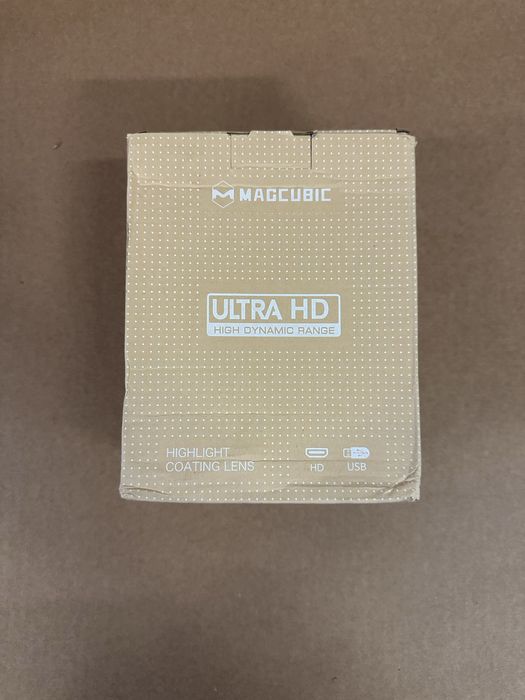 MAGCUBIC
ULTRA HD
HIGH DYNAMIC RANGE
HIGHLIGHT
COATING LENS
HD
USB